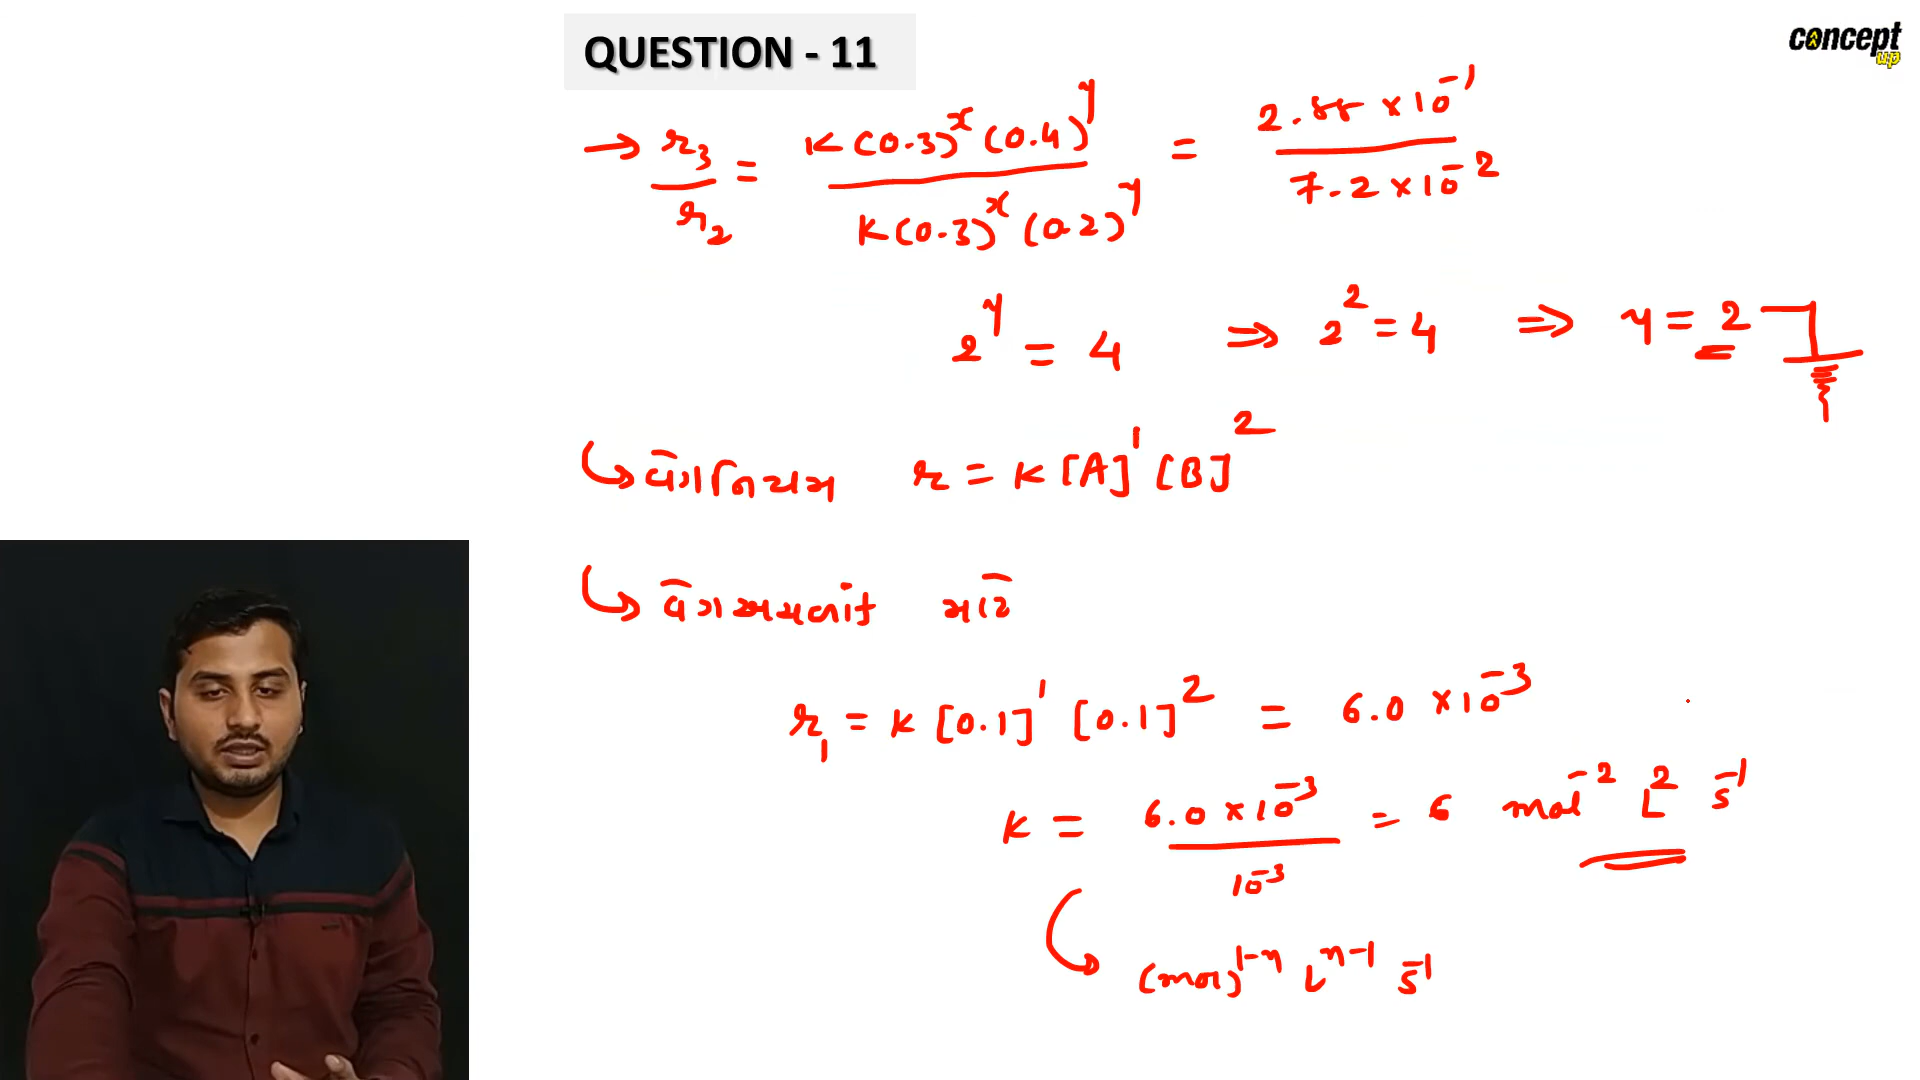 concept up
QUESTION - 11
→ r₃/r₂ = K(0.3)ˣ(0.4)ʸ / K(0.3)ˣ(0.2)ʸ = 2.88 × 10⁻¹ / 7.2 × 10⁻²
2ʸ = 4 ⇒ 2² = 4 ⇒ y = 2
↳ વેગનિયમ r = K [A]¹ [B]²
↳ વેગઅચળાંક માટે
r₁ = K [0.1]¹ [0.1]² = 6.0 × 10⁻³
K = 6.0 × 10⁻³ / 10⁻³ = 6 mol⁻² L² s⁻¹
↳ (mol)¹⁻ⁿ Lⁿ⁻¹ s⁻¹